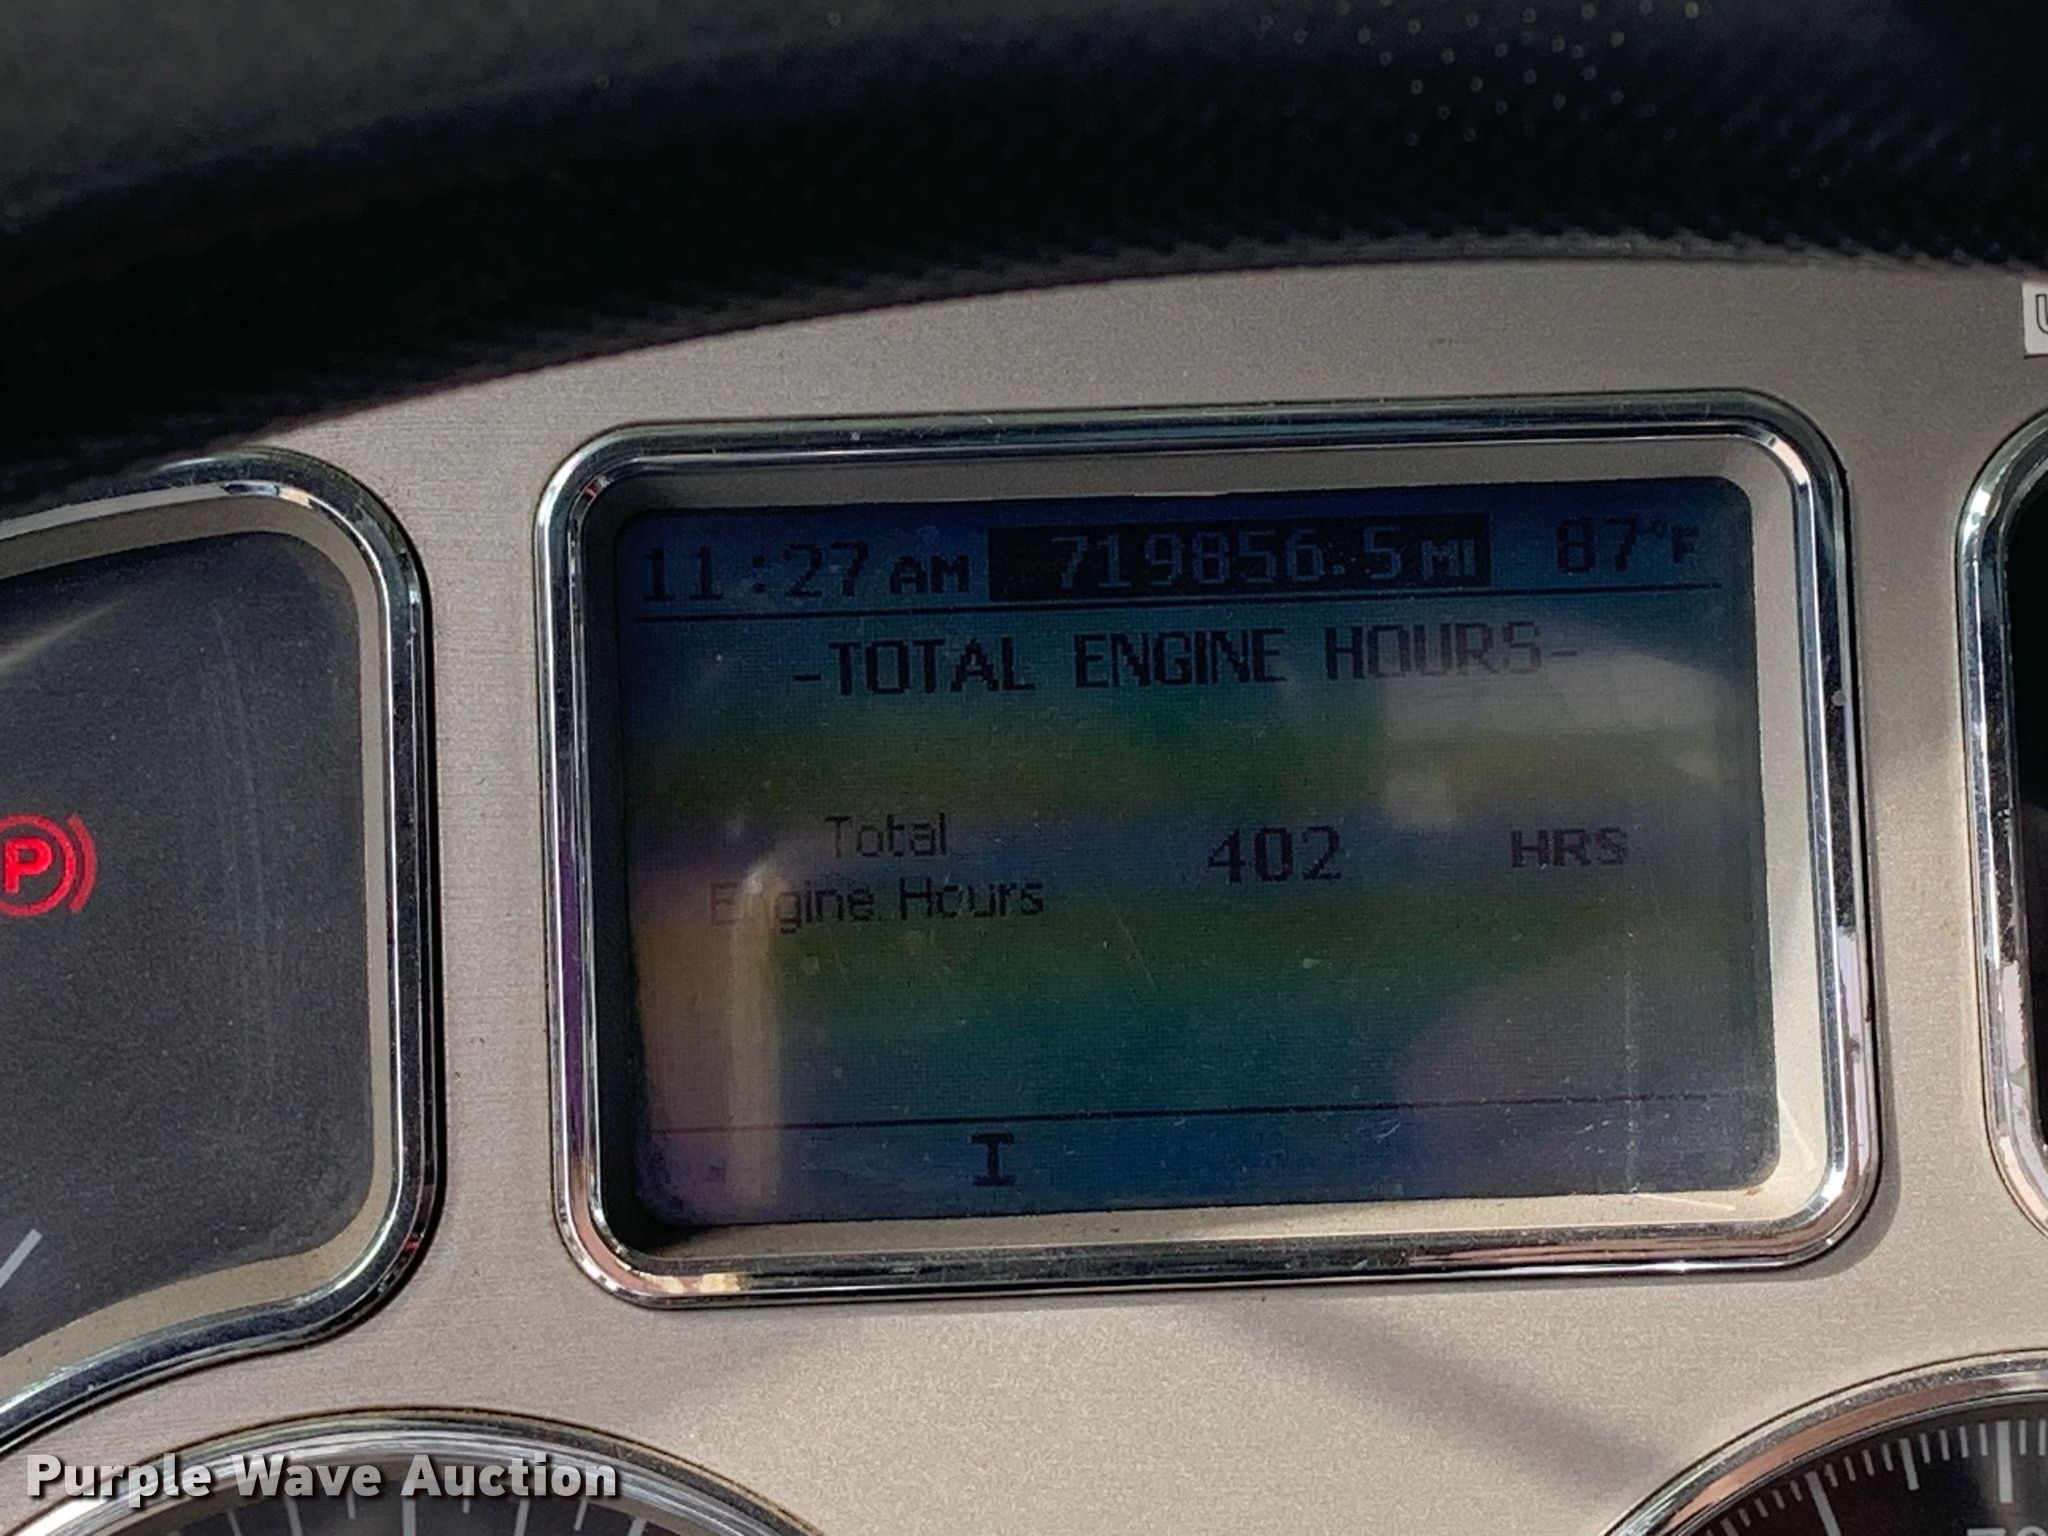 11:27 AM 719856.5 MI 87°F
-TOTAL ENGINE HOURS-
Total
Engine Hours 402 HRS
I
P
Purple Wave Auction